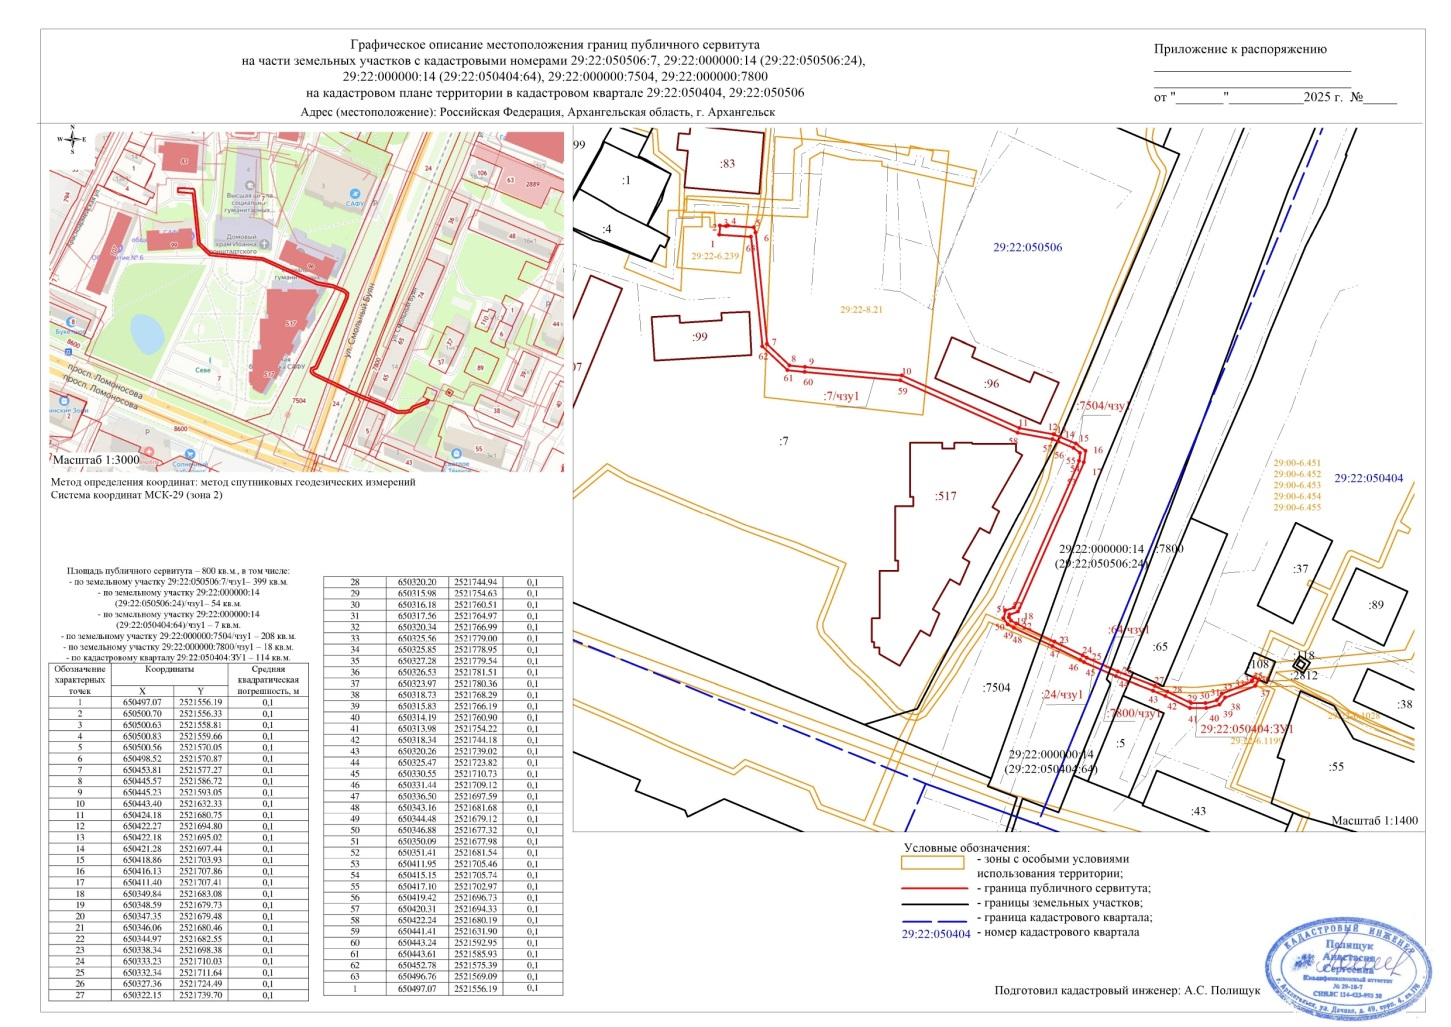 Графическое описание местоположения границ публичного сервитута
на части земельных участков с кадастровыми номерами 29:22:050506:7, 29:22:000000:14 (29:22:050506:24),
29:22:000000:14 (29:22:050404:64), 29:22:000000:7504, 29:22:000000:7800
на кадастровом плане территории в кадастровом квартале 29:22:050404, 29:22:050506
Адрес (местоположение): Российская Федерация, Архангельская область, г. Архангельск
Приложение к распоряжению
от "_______ "___________2025 г. №_____
Масштаб 1:3000
Метод определения координат: метод спутниковых геодезических измерений
Система координат МСК-29 (зона 2)
Площадь публичного сервитута – 800 кв.м., в том числе:
- по земельному участку 29:22:050506:7/чзу1– 399 кв.м.
- по земельному участку 29:22:000000:14
(29:22:050506:24)/чзу1– 54 кв.м.
- по земельному участку 29:22:000000:14
(29:22:050404:64)/чзу1 – 7 кв.м.
- по земельному участку 29:22:000000:7504/чзу1 – 208 кв.м.
- по земельному участку 29:22:000000:7800/чзу1 – 18 кв.м.
- по кадастровому кварталу 29:22:050404:ЗУ1 – 114 кв.м.
Обозначение характерных точек Координаты Средняя квадратическая погрешность, м
X Y
1 650497.07 2521556.19 0,1
2 650500.70 2521556.33 0,1
3 650500.63 2521558.81 0,1
4 650500.83 2521559.66 0,1
5 650500.56 2521570.05 0,1
6 650498.52 2521570.87 0,1
7 650453.81 2521577.27 0,1
8 650445.57 2521586.72 0,1
9 650445.23 2521593.05 0,1
10 650443.40 2521632.33 0,1
11 650424.18 2521680.75 0,1
12 650422.27 2521694.80 0,1
13 650422.18 2521695.02 0,1
14 650421.28 2521697.44 0,1
15 650418.86 2521703.93 0,1
16 650416.13 2521707.86 0,1
17 650411.40 2521707.41 0,1
18 650349.84 2521683.08 0,1
19 650348.59 2521679.73 0,1
20 650347.35 2521679.48 0,1
21 650346.06 2521680.46 0,1
22 650344.97 2521682.55 0,1
23 650338.34 2521698.38 0,1
24 650333.23 2521710.03 0,1
25 650332.34 2521711.64 0,1
26 650327.36 2521724.49 0,1
27 650322.15 2521739.70 0,1
28 650320.20 2521744.94 0,1
29 650315.98 2521754.63 0,1
30 650316.18 2521760.51 0,1
31 650317.56 2521764.97 0,1
32 650320.34 2521766.99 0,1
33 650325.56 2521779.00 0,1
34 650325.85 2521778.95 0,1
35 650327.28 2521779.54 0,1
36 650326.53 2521781.51 0,1
37 650323.97 2521780.36 0,1
38 650318.73 2521768.29 0,1
39 650315.83 2521766.19 0,1
40 650314.19 2521760.90 0,1
41 650313.98 2521754.22 0,1
42 650318.34 2521744.18 0,1
43 650320.26 2521739.02 0,1
44 650325.47 2521723.82 0,1
45 650330.55 2521710.73 0,1
46 650331.44 2521709.12 0,1
47 650336.50 2521697.59 0,1
48 650343.16 2521681.68 0,1
49 650344.48 2521679.12 0,1
50 650346.88 2521677.32 0,1
51 650350.09 2521677.98 0,1
52 650351.41 2521681.54 0,1
53 650411.95 2521705.46 0,1
54 650415.15 2521705.74 0,1
55 650417.10 2521702.97 0,1
56 650419.42 2521696.73 0,1
57 650420.31 2521694.33 0,1
58 650422.24 2521680.19 0,1
59 650441.41 2521631.90 0,1
60 650443.24 2521592.95 0,1
61 650443.61 2521585.93 0,1
62 650452.78 2521575.39 0,1
63 650496.76 2521569.09 0,1
1 650497.07 2521556.19 0,1
:83
:1
:4
29:22-6.239
29:22:050506
29:22-8.21
:99
:96
:7/чзу1
:7504/чзу1
:7
:517
29:00-6.451
29:00-6.452
29:00-6.453
29:00-6.454
29:00-6.455
29:22:050404
29:22:000000:14
(29:22:050506:24)
:7800
:37
:89
:64/чзу1
:65
:108
:118
:2812
:7504
:24/чзу1
:7800/чзу1
:38
29:22:050404:ЗУ1
:5
29:22:000000:14
(29:22:050404:64)
:55
:43
Масштаб 1:1400
Условные обозначения:
- зоны с особыми условиями
использования территории;
- граница публичного сервитута;
- границы земельных участков;
- граница кадастрового квартала;
29:22:050404 - номер кадастрового квартала
Подготовил кадастровый инженер: А.С. Полищук
КАДАСТРОВЫЙ ИНЖЕНЕР
Полищук
Анастасия
Сергеевна